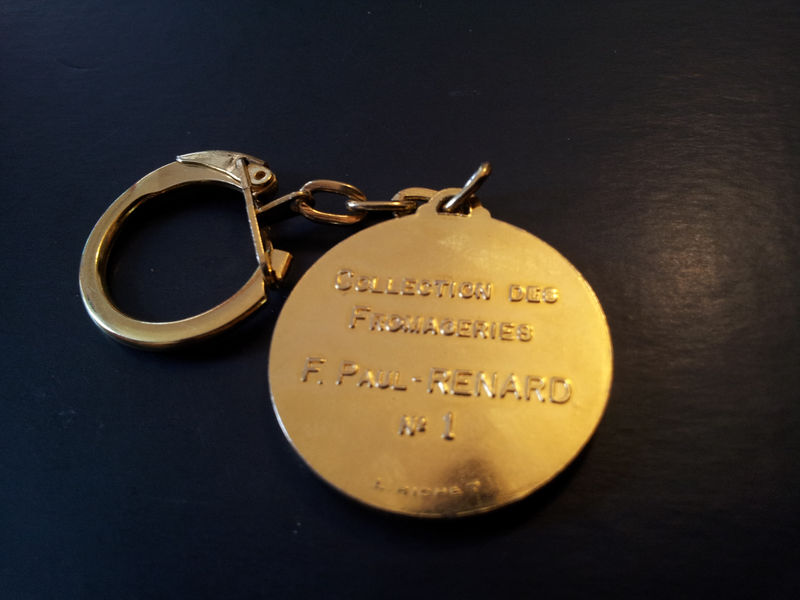 COLLECTION DES
FROMAGERIES
F. PAUL-RENARD
Nº 1